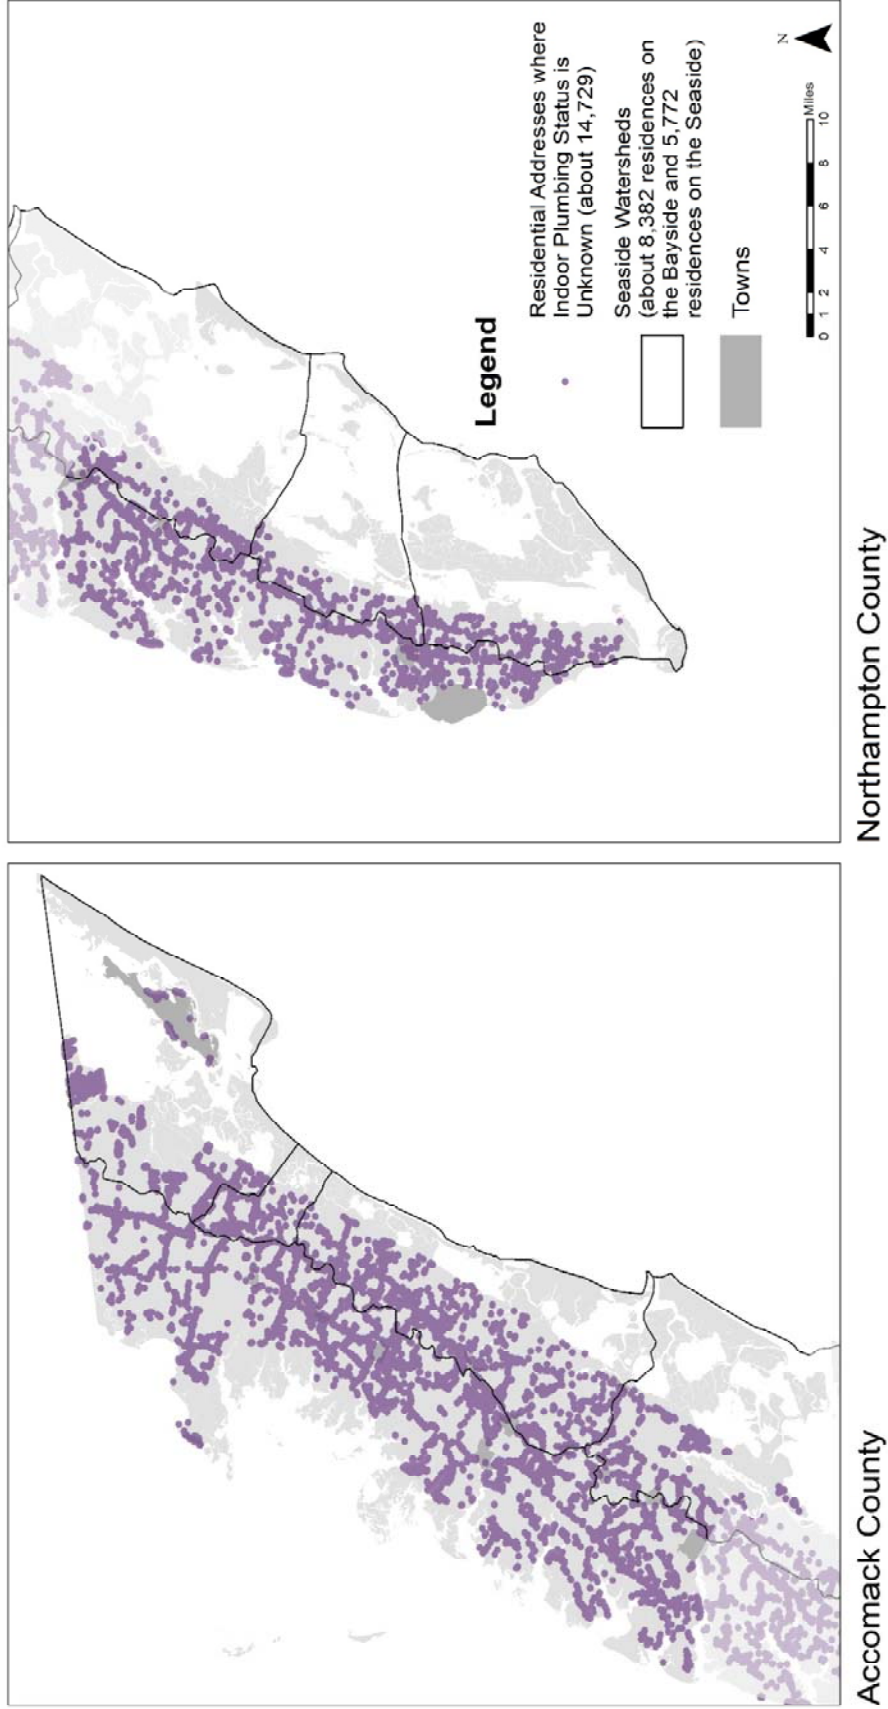 Accomack County
Northampton County
Legend
Residential Addresses where
Indoor Plumbing Status is
Unknown (about 14,729)
Seaside Watersheds
(about 8,382 residences on
the Bayside and 5,772
residences on the Seaside)
Towns
N
0 1 2 4 6 8 10
Miles